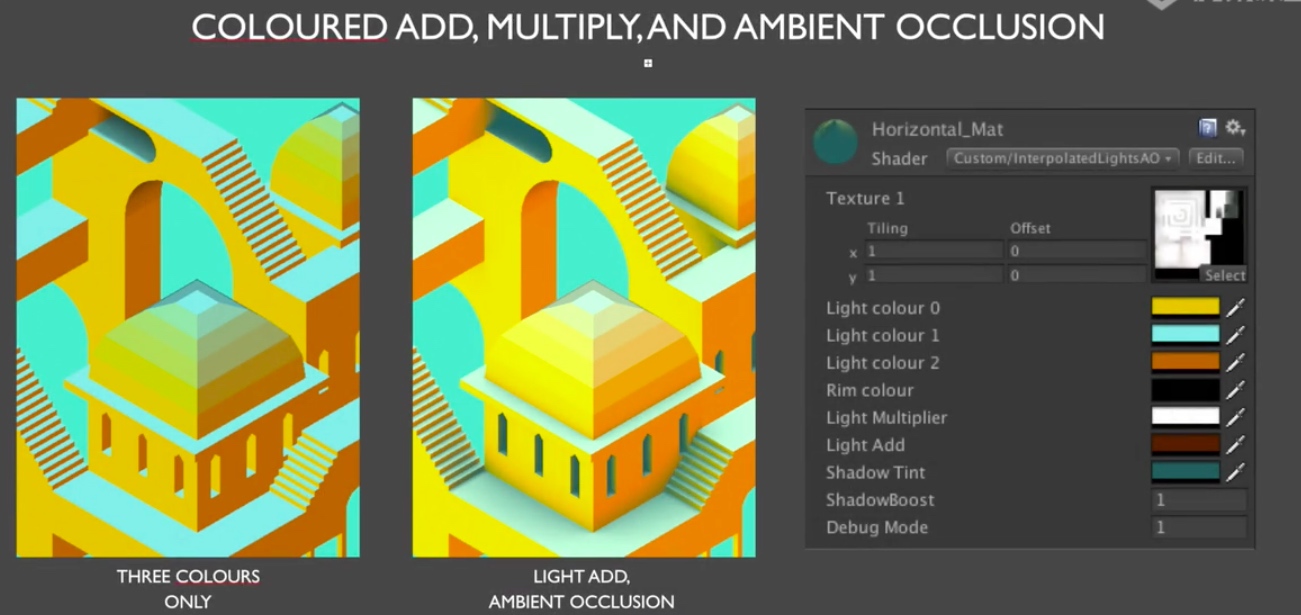 COLOURED ADD, MULTIPLY, AND AMBIENT OCCLUSION
THREE COLOURS
ONLY
LIGHT ADD,
AMBIENT OCCLUSION
Horizontal_Mat
Shader Custom/InterpolatedLightsAO Edit...
Texture 1
Tiling Offset
x 1 0
y 1 0
Select
Light colour 0
Light colour 1
Light colour 2
Rim colour
Light Multiplier
Light Add
Shadow Tint
ShadowBoost 1
Debug Mode 1